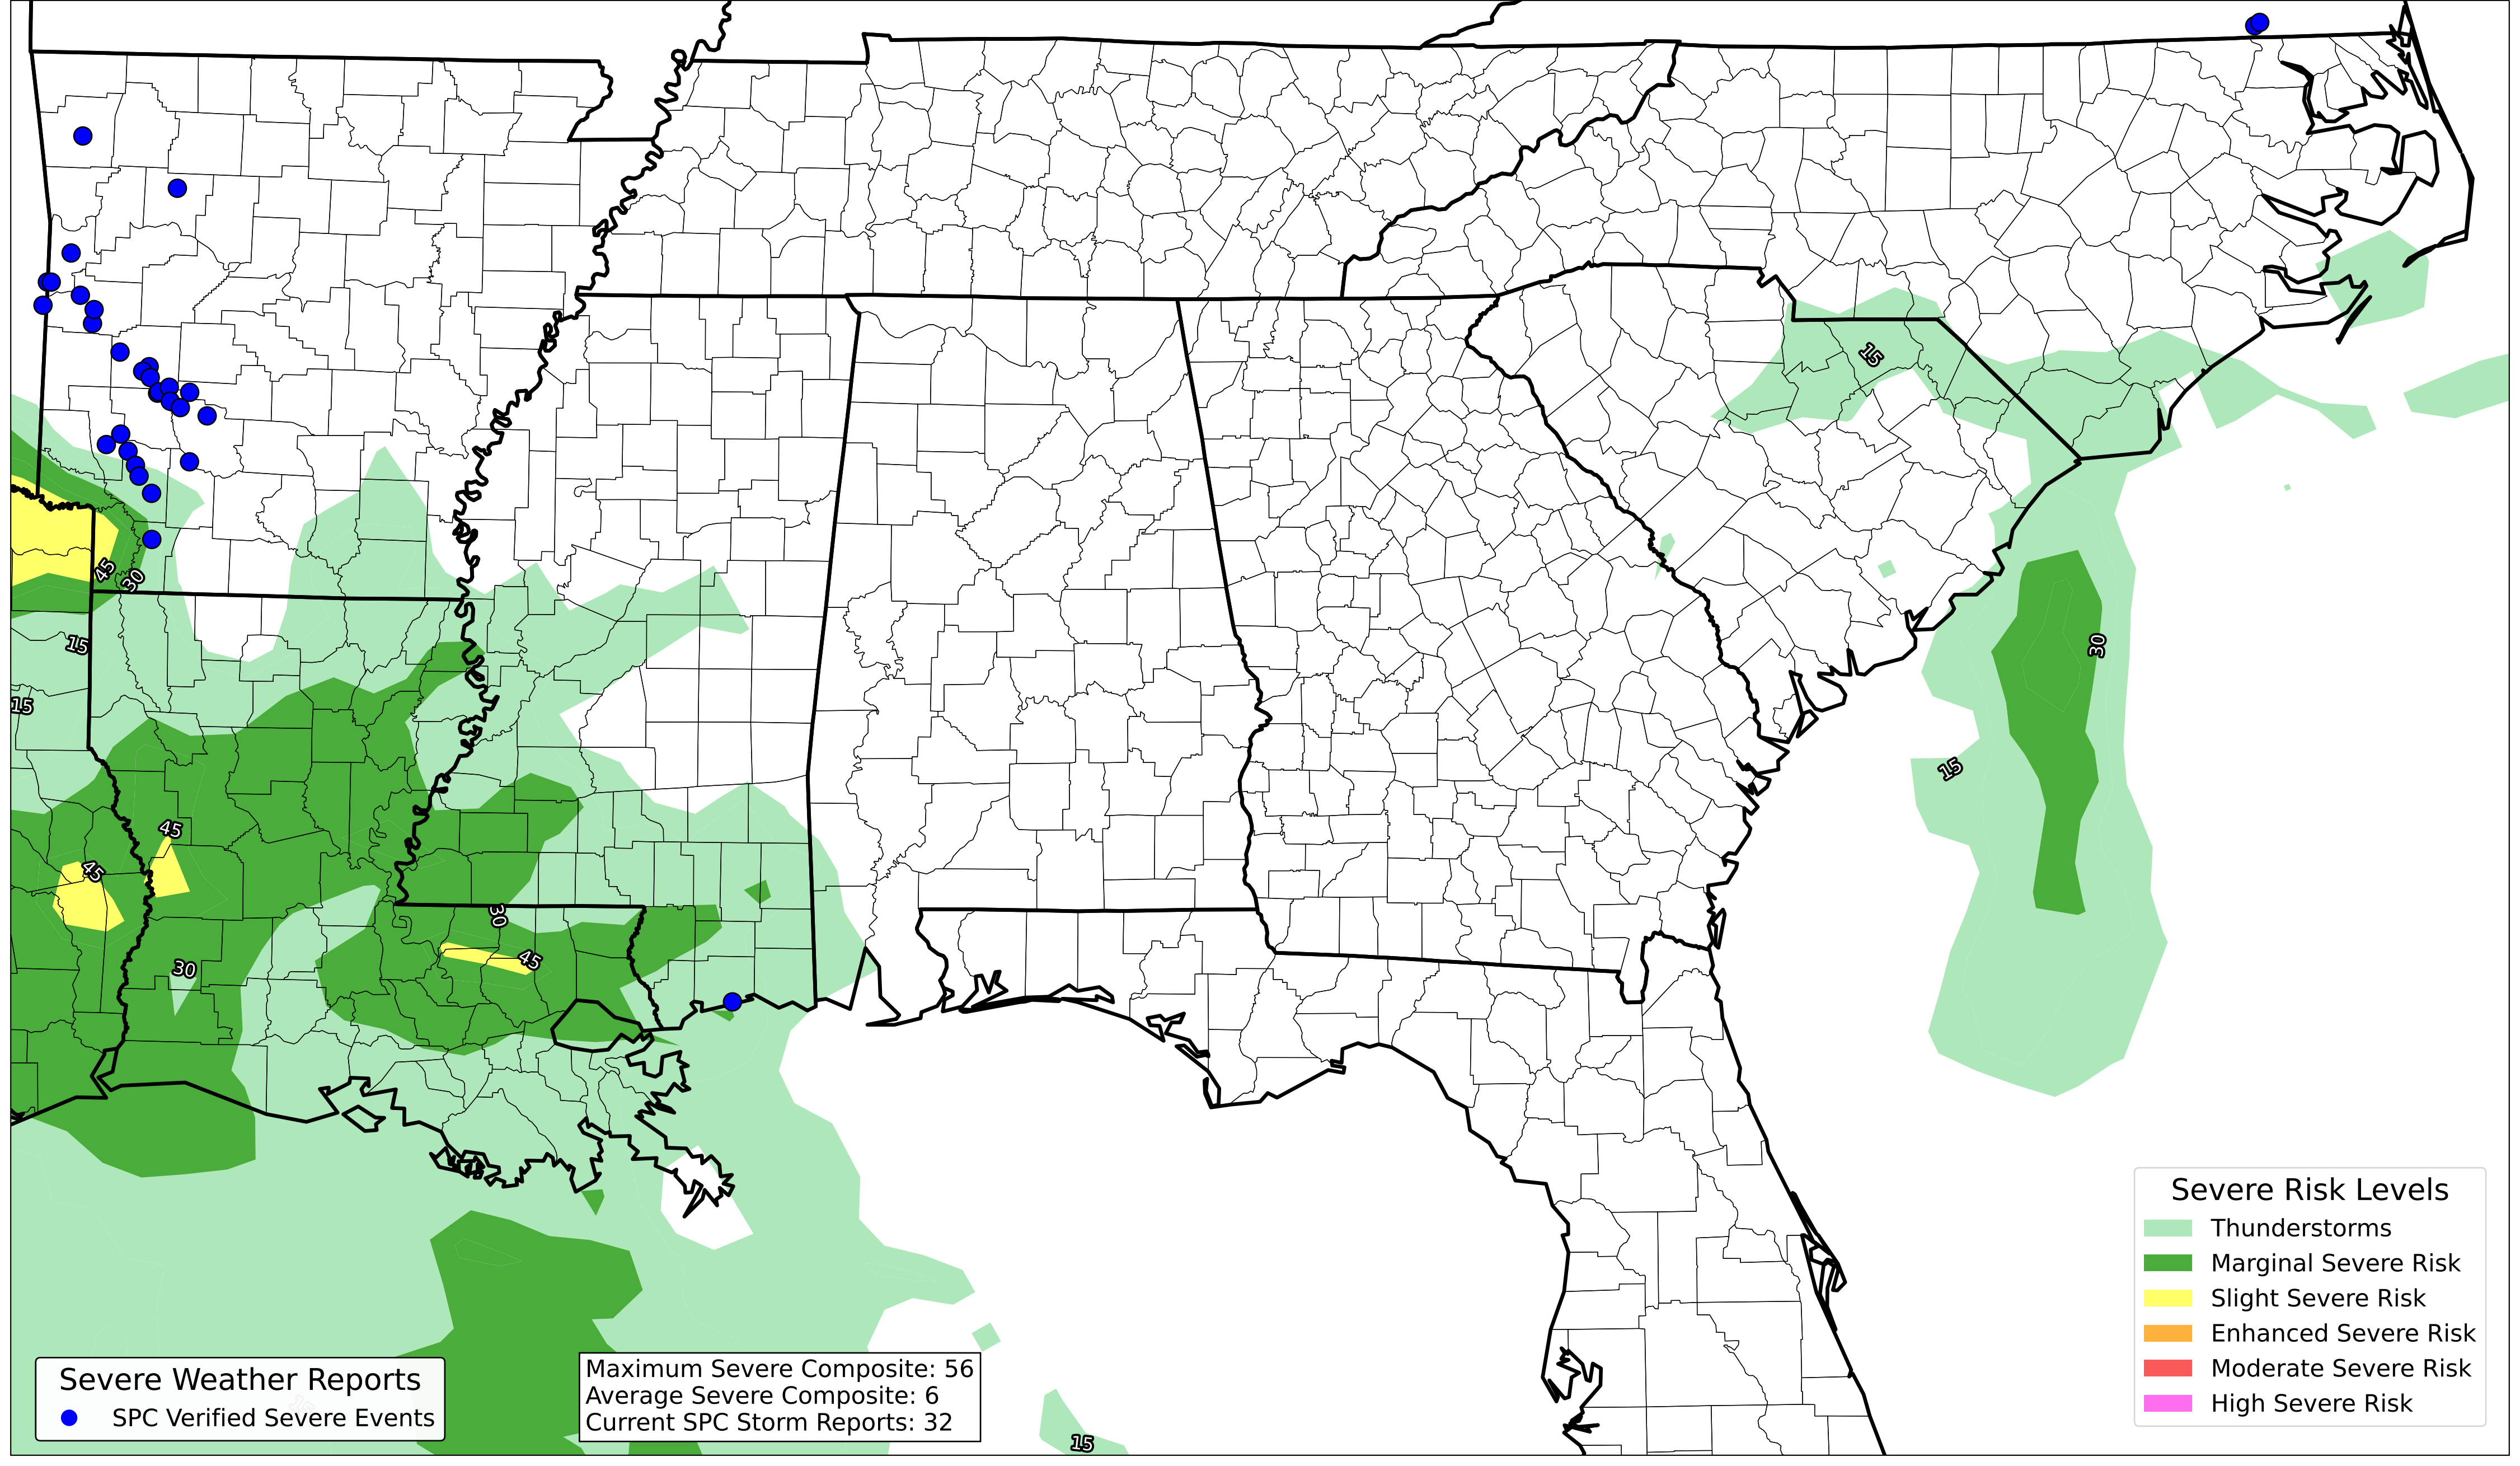 15
45
30
15
15
45
45
30
30
45
15
30
15
15
Severe Weather Reports
SPC Verified Severe Events
Maximum Severe Composite: 56
Average Severe Composite: 6
Current SPC Storm Reports: 32
Severe Risk Levels
Thunderstorms
Marginal Severe Risk
Slight Severe Risk
Enhanced Severe Risk
Moderate Severe Risk
High Severe Risk